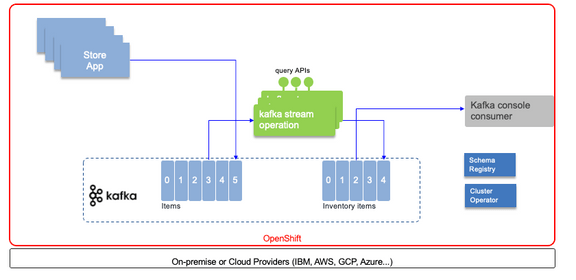 Store
App
query APIs
kafka stream
operation
Kafka console
consumer
Schema
Registry
Cluster
Operator
kafka
0 1 2 3 4 5
Items
0 1 2 3 4
Inventory items
OpenShift
On-premise or Cloud Providers (IBM, AWS, GCP, Azure...)